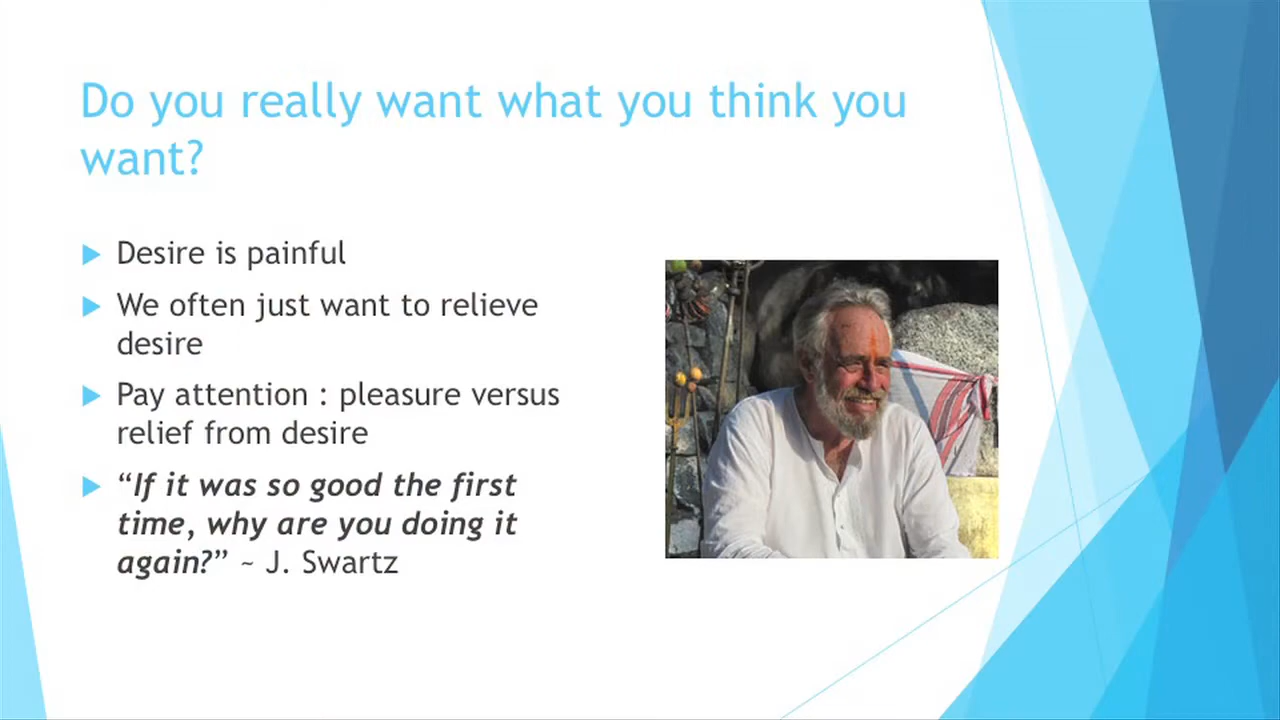 Do you really want what you think you
want?
Desire is painful
We often just want to relieve
desire
Pay attention : pleasure versus
relief from desire
“If it was so good the first
time, why are you doing it
again?” ~ J. Swartz